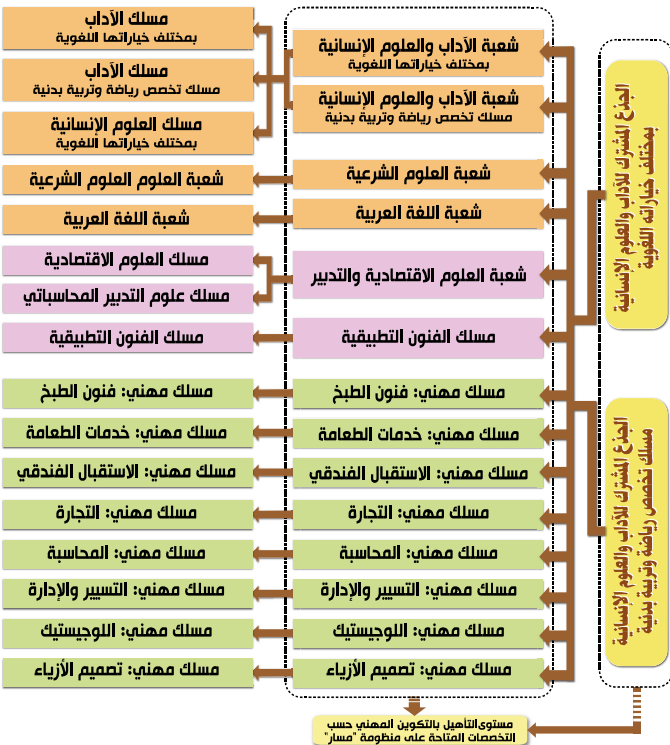 الجذع المشترك للآداب والعلوم الإنسانية
بمختلف خياراته اللغوية
الجذع المشترك للآداب والعلوم الإنسانية
مسلك تخصص رياضة وتربية بدنية
شعبة الآداب والعلوم الإنسانية
بمختلف خياراتها اللغوية
شعبة الآداب والعلوم الإنسانية
مسلك تخصص رياضة وتربية بدنية
شعبة العلوم الشرعية
شعبة اللغة العربية
شعبة العلوم الاقتصادية والتدبير
مسلك الفنون التطبيقية
مسلك مهني: فنون الطبخ
مسلك مهني: خدمات الطعامة
مسلك مهني: الاستقبال الفندقي
مسلك مهني: التجارة
مسلك مهني: المحاسبة
مسلك مهني: التسيير والإدارة
مسلك مهني: اللوجيستيك
مسلك مهني: تصميم الأزياء
مسلك الآداب
بمختلف خياراتها اللغوية
مسلك الآداب
مسلك تخصص رياضة وتربية بدنية
مسلك العلوم الإنسانية
بمختلف خياراتها اللغوية
شعبة العلوم العلوم الشرعية
شعبة اللغة العربية
مسلك العلوم الاقتصادية
مسلك علوم التدبير المحاسباتي
مسلك الفنون التطبيقية
مسلك مهني: فنون الطبخ
مسلك مهني: خدمات الطعامة
مسلك مهني: الاستقبال الفندقي
مسلك مهني: التجارة
مسلك مهني: المحاسبة
مسلك مهني: التسيير والإدارة
مسلك مهني: اللوجيستيك
مسلك مهني: تصميم الأزياء
مستوى التأهيل بالتكوين المهني حسب
التخصصات المتاحة على منظومة "مسار"